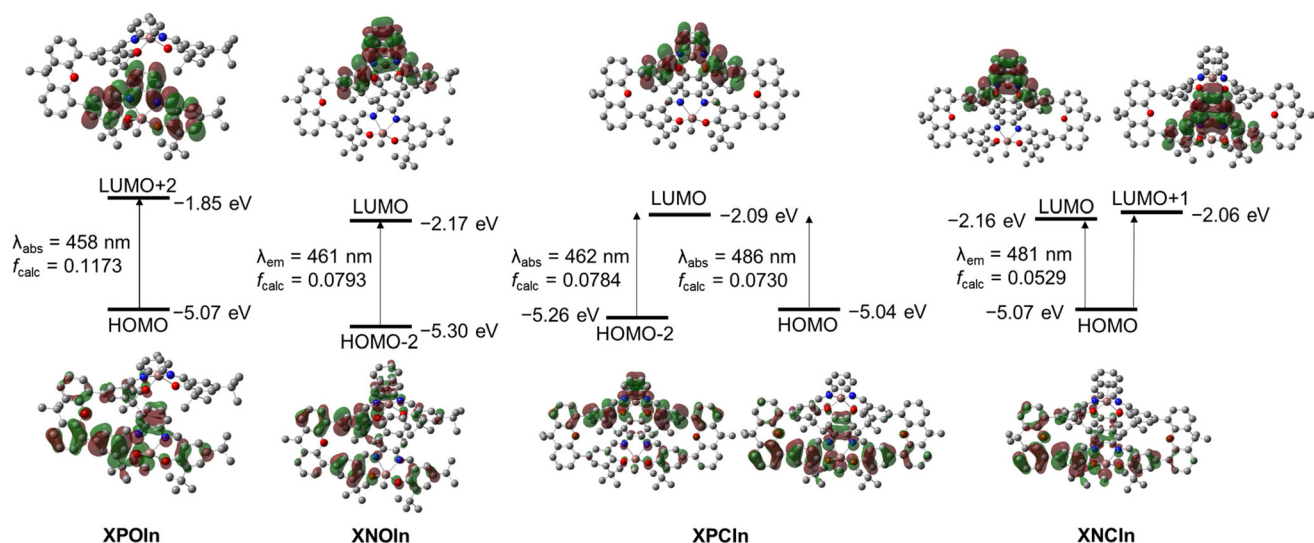 LUMO+2
−1.85 eV
λabs = 458 nm
fcalc = 0.1173
−5.07 eV
HOMO
LUMO
−2.17 eV
λem = 461 nm
fcalc = 0.0793
HOMO-2
−5.30 eV
LUMO
−2.09 eV
λabs = 462 nm
fcalc = 0.0784
λabs = 486 nm
fcalc = 0.0730
−5.26 eV
HOMO-2
HOMO
−5.04 eV
LUMO+1
−2.16 eV
LUMO
−2.06 eV
λem = 481 nm
fcalc = 0.0529
−5.07 eV
HOMO
XPOIn
XNOIn
XPCIn
XNCIn